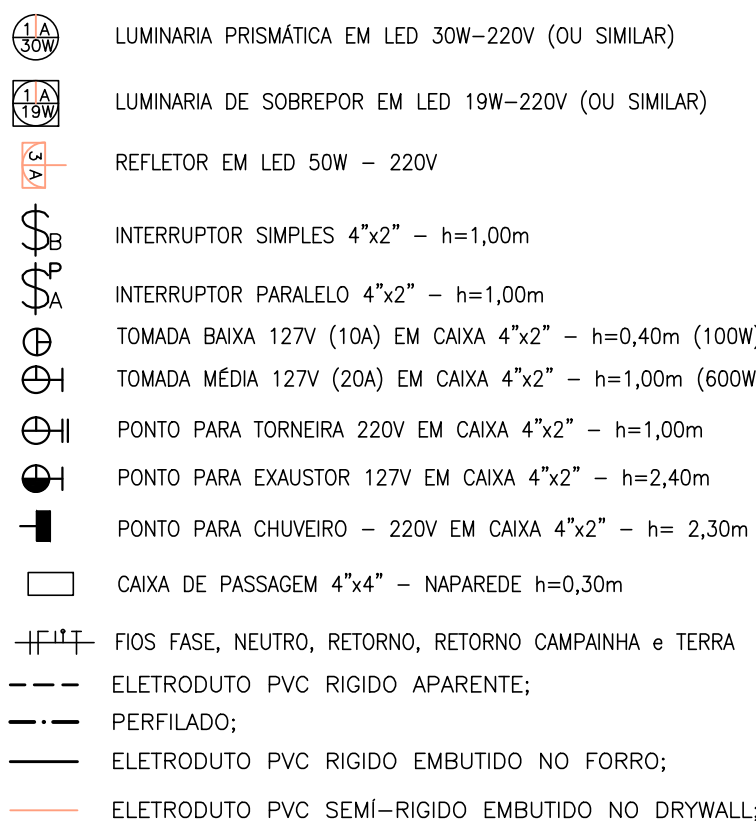 1 A
30W
LUMINARIA PRISMÁTICA EM LED 30W-220V (OU SIMILAR)
1 A
19W
LUMINARIA DE SOBREPOR EM LED 19W-220V (OU SIMILAR)
3 A
REFLETOR EM LED 50W - 220V
$B
INTERRUPTOR SIMPLES 4"x2" - h=1,00m
$PA
INTERRUPTOR PARALELO 4"x2" - h=1,00m
TOMADA BAIXA 127V (10A) EM CAIXA 4"x2" - h=0,40m (100W)
TOMADA MÉDIA 127V (20A) EM CAIXA 4"x2" - h=1,00m (600W
PONTO PARA TORNEIRA 220V EM CAIXA 4"x2" - h=1,00m
PONTO PARA EXAUSTOR 127V EM CAIXA 4"x2" - h=2,40m
PONTO PARA CHUVEIRO - 220V EM CAIXA 4"x2" - h= 2,30m
CAIXA DE PASSAGEM 4"x4" - NAPAREDE h=0,30m
FIOS FASE, NEUTRO, RETORNO, RETORNO CAMPAINHA e TERRA
ELETRODUTO PVC RIGIDO APARENTE;
PERFILADO;
ELETRODUTO PVC RIGIDO EMBUTIDO NO FORRO;
ELETRODUTO PVC SEMÍ-RIGIDO EMBUTIDO NO DRYWALL;